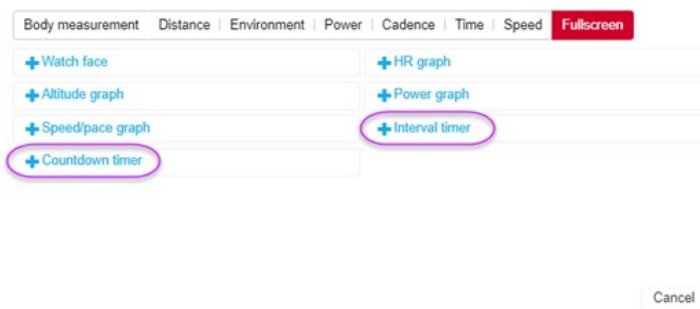 Body measurement Distance Environment Power Cadence Time Speed Fullscreen
Watch face HR graph
Altitude graph Power graph
Speed/pace graph Interval timer
Countdown timer
Cancel